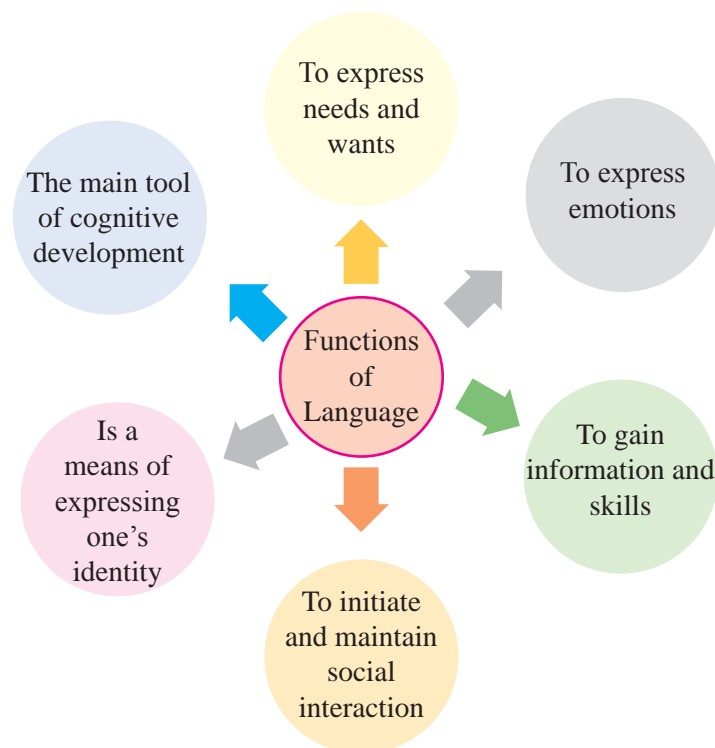 To express
needs and
wants
To express
emotions
The main tool
of cognitive
development
Functions
of
Language
To gain
information and
skills
Is a
means of
expressing
one’s
identity
To initiate
and maintain
social
interaction